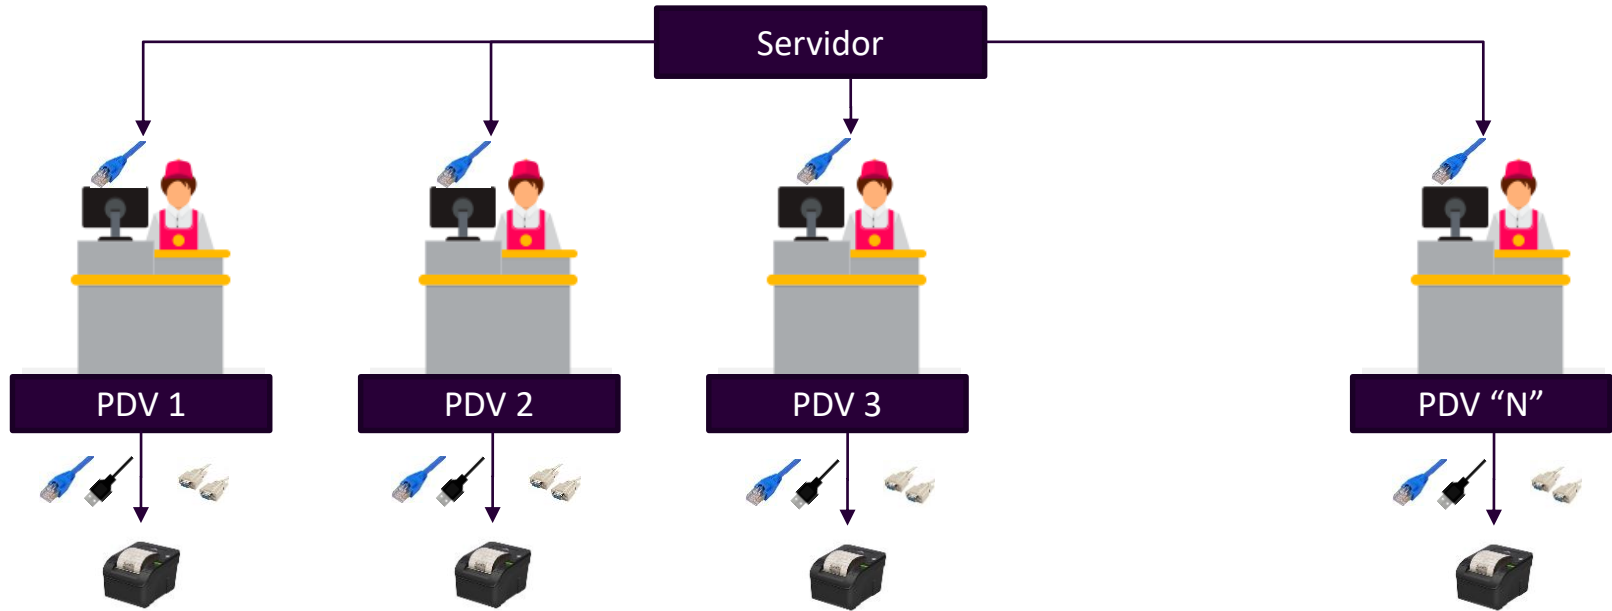 Servidor
PDV 1
PDV 2
PDV 3
PDV “N”